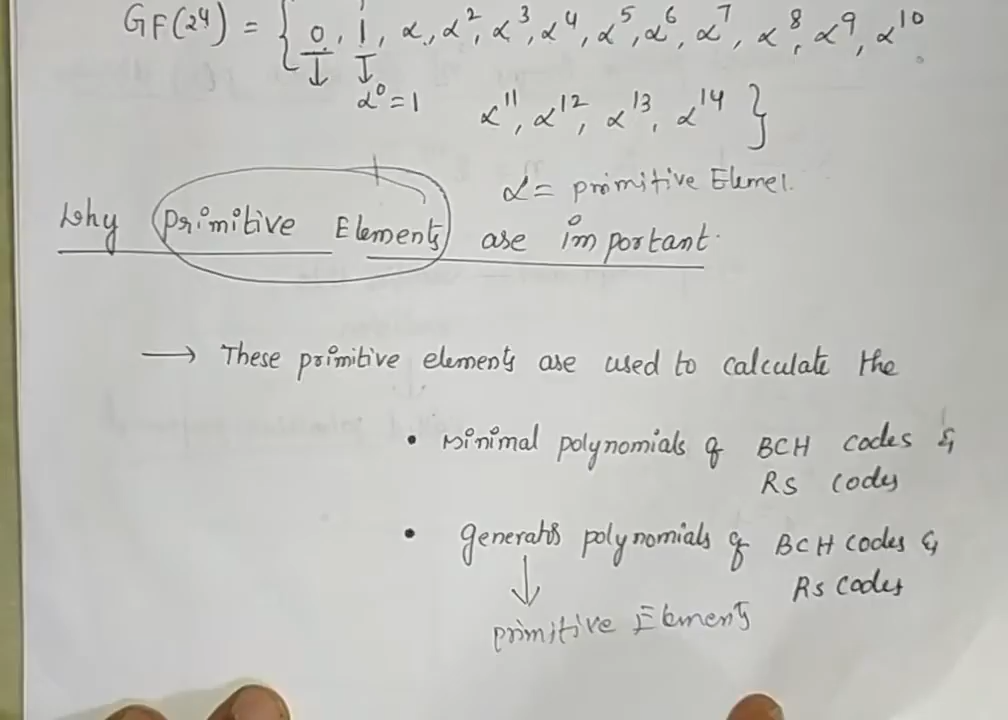 GF(2⁴) = { 0, 1, α, α², α³, α⁴, α⁵, α⁶, α⁷, α⁸, α⁹, α¹⁰
α⁰=1 α¹¹, α¹², α¹³, α¹⁴ }
α = primitive Elemet.
Why Primitive Elements are important.
→ These primitive elements are used to calculate the
• Minimal polynomials of BCH codes &
RS codes
• generators polynomials of BCH codes &
Rs codes
↓
primitive Elements